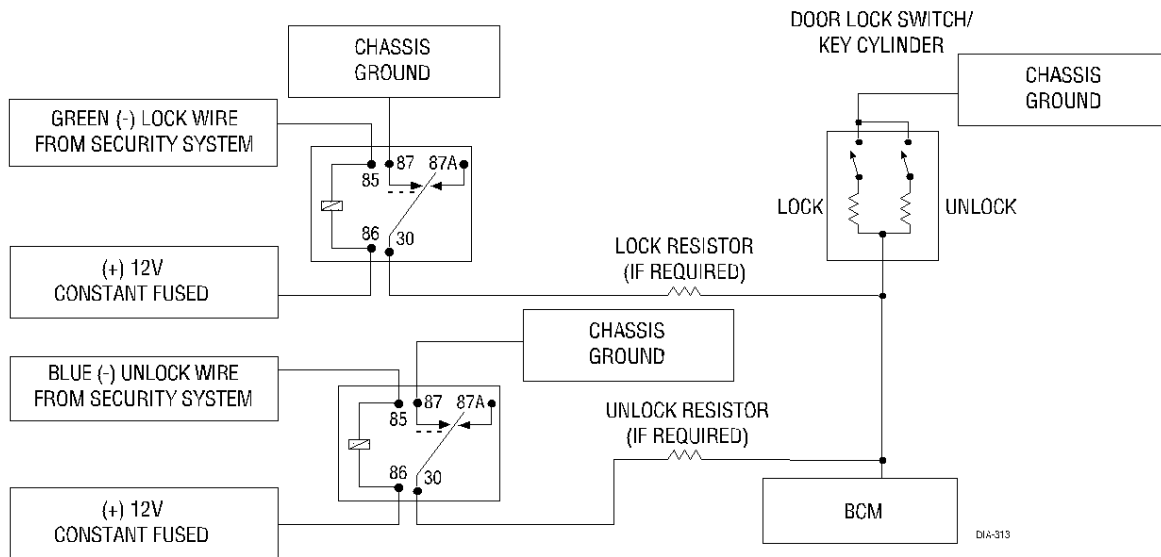 DOOR LOCK SWITCH/
KEY CYLINDER
CHASSIS
GROUND
CHASSIS
GROUND
GREEN (-) LOCK WIRE
FROM SECURITY SYSTEM
85
87
87A
86
30
LOCK
UNLOCK
(+) 12V
CONSTANT FUSED
LOCK RESISTOR
(IF REQUIRED)
CHASSIS
GROUND
BLUE (-) UNLOCK WIRE
FROM SECURITY SYSTEM
85
87
87A
86
30
UNLOCK RESISTOR
(IF REQUIRED)
(+) 12V
CONSTANT FUSED
BCM
DIA-313